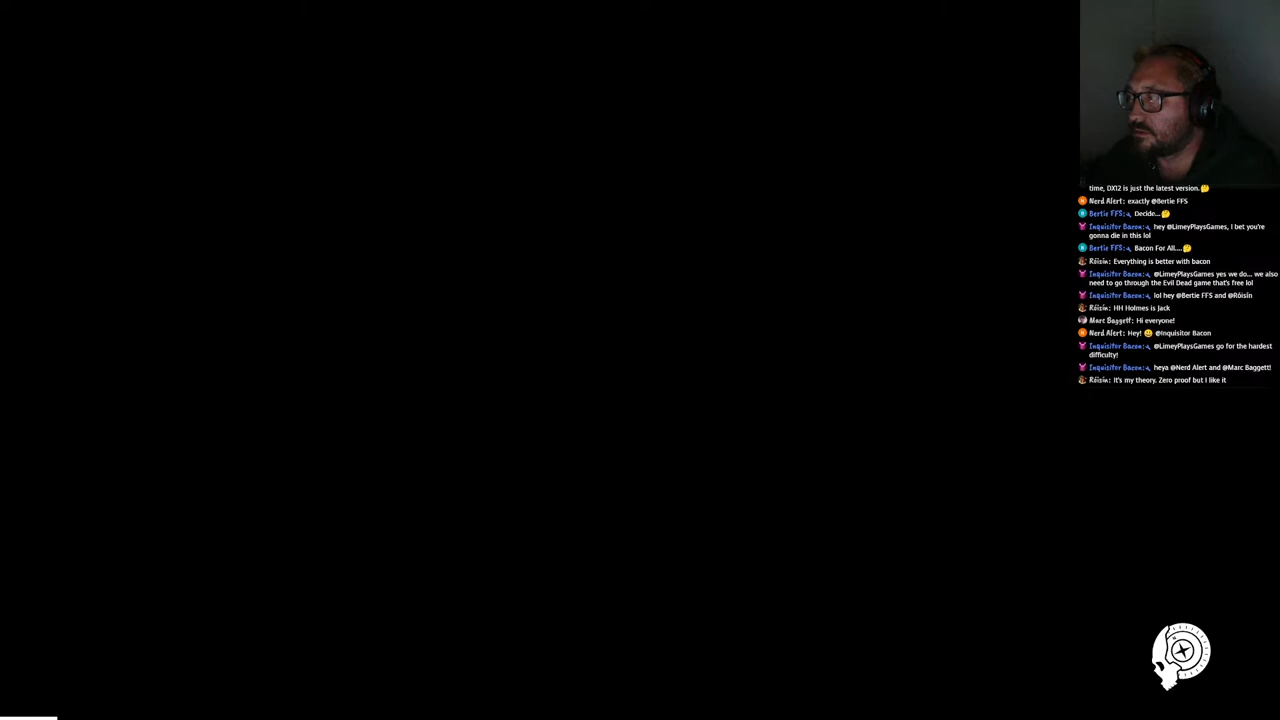 time, DX12 is just the latest version.🤔
Nerd Alert: exactly @Bertie FFS
Bertie FFS: Decide...🤔
Inquisitor Bacon: hey @LimeyPlaysGames, I bet you're
gonna die in this lol
Bertie FFS: Bacon For All....🤔
Róisín: Everything is better with bacon
Inquisitor Bacon: @LimeyPlaysGames yes we do... we also
need to go through the Evil Dead game that's free lol
Inquisitor Bacon: lol hey @Bertie FFS and @Róisín
Róisín: HH Holmes is Jack
Marc Baggett: Hi everyone!
Nerd Alert: Hey! 😀 @Inquisitor Bacon
Inquisitor Bacon: @LimeyPlaysGames go for the hardest
difficulty!
Inquisitor Bacon: heya @Nerd Alert and @Marc Baggett!
Róisín: It's my theory. Zero proof but I like it